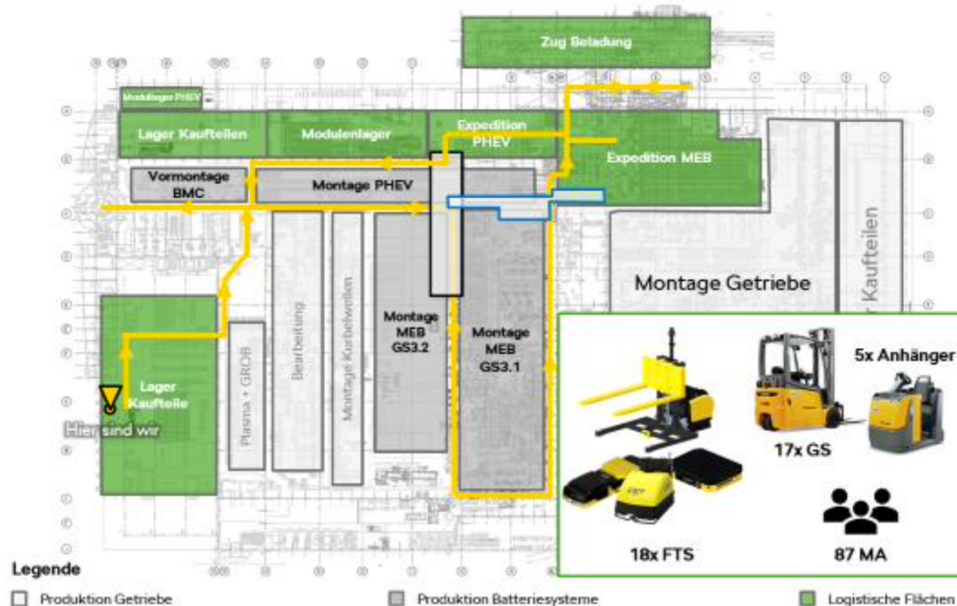 Zug Beladung
Modullager PHEV
Lager Kaufteilen
Modulenlager
Expedition
PHEV
Expedition MEB
Vormontage
BMC
Montage PHEV
Montage Getriebe
Kaufteilen
Bearbeitung
Montage Kurbelwellen
Plasma + GROB
Montage
MEB
GS3.2
Montage
MEB
GS3.1
Lager
Kaufteile
Hier sind wir
5x Anhänger
17x GS
18x FTS
87 MA
Legende
Produktion Getriebe
Produktion Batteriesysteme
Logistische Flächen